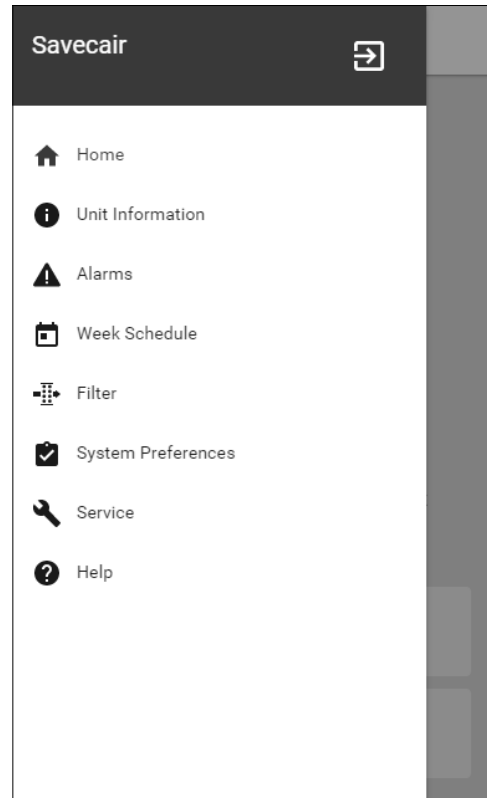 Savecair
Home
Unit Information
Alarms
Week Schedule
Filter
System Preferences
Service
Help